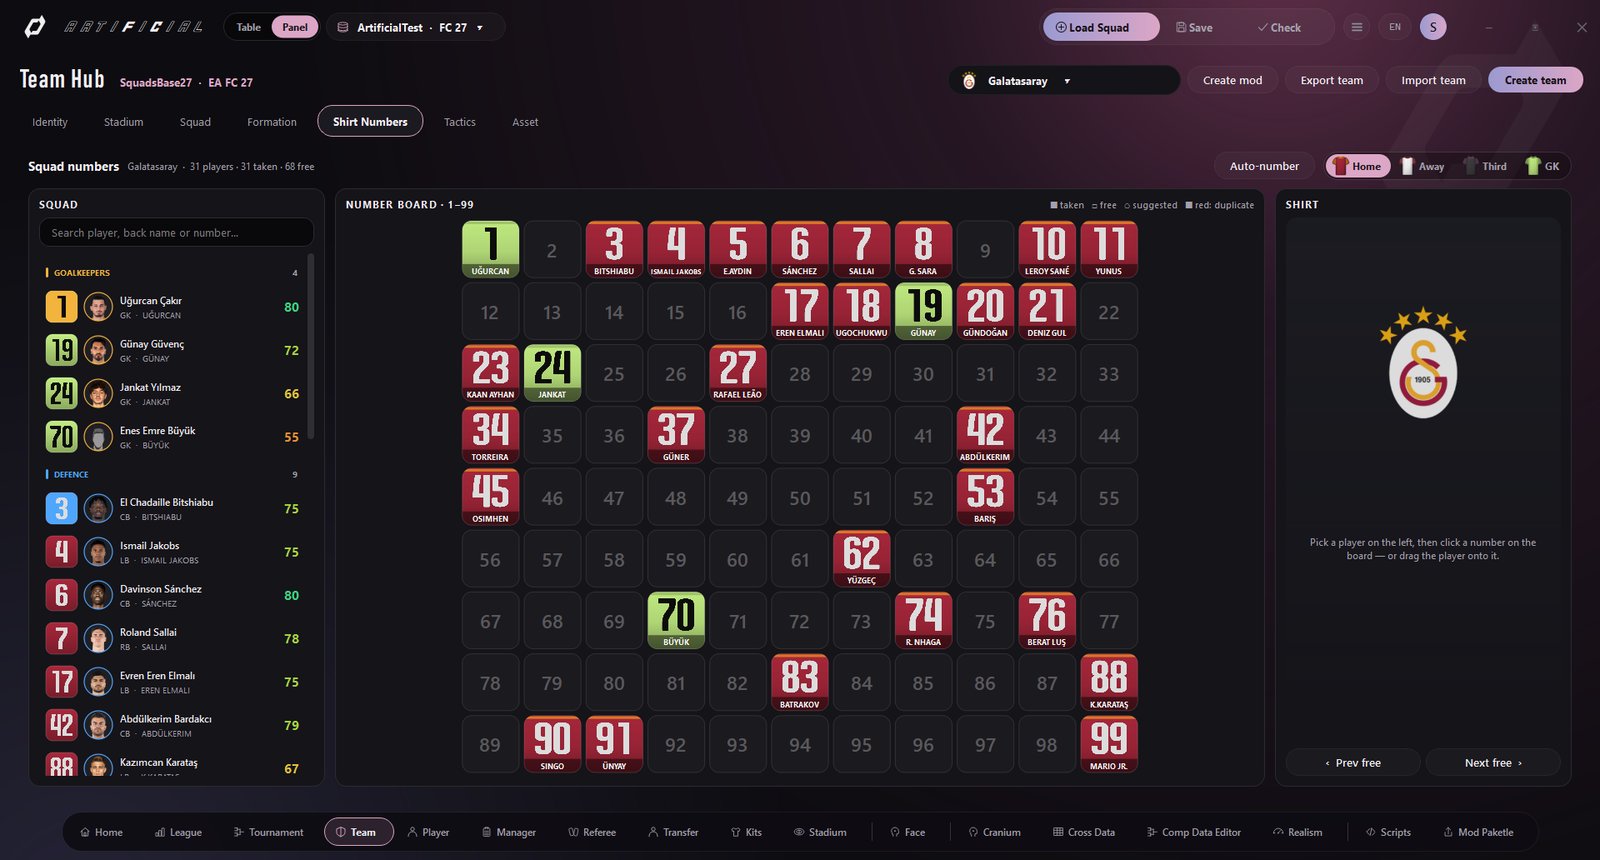 ARTIFICIAL Table Panel ArtificialTest · FC 27 Load Squad Save Check EN S
Team Hub SquadsBase27 · EA FC 27 Galatasaray Create mod Export team Import team Create team
Identity Stadium Squad Formation Shirt Numbers Tactics Asset
Squad numbers Galatasaray · 31 players · 31 taken · 68 free Auto-number Home Away Third GK
SQUAD
Search player, back name or number...
GOALKEEPERS 4
1 Uğurcan Çakır 80
GK · UĞURCAN
19 Günay Güvenç 72
GK · GÜNAY
24 Jankat Yılmaz 66
GK · JANKAT
70 Enes Emre Büyük 55
GK · BÜYÜK
DEFENCE 9
3 El Chadaille Bitshiabu 75
CB · BITSHIABU
4 Ismail Jakobs 75
LB · ISMAIL JAKOBS
6 Davinson Sánchez 80
CB · SÁNCHEZ
7 Roland Sallai 78
RB · SALLAI
17 Evren Eren Elmalı 75
LB · EREN ELMALI
42 Abdülkerim Bardakcı 79
CB · ABDÜLKERIM
88 Kazımcan Karataş 67
NUMBER BOARD · 1–99 taken free suggested red: duplicate
1 2 3 4 5 6 7 8 9 10 11
UĞURCAN BITSHIABU ISMAIL JAKOBS E.AYDIN SÁNCHEZ SALLAI G. SARA LEROY SANÉ YUNUS
12 13 14 15 16 17 18 19 20 21 22
EREN ELMALI UGOCHUKWU GÜNAY GÜNDOĞAN DENIZ GUL
23 24 25 26 27 28 29 30 31 32 33
KAAN AYHAN JANKAT RAFAEL LEÃO
34 35 36 37 38 39 40 41 42 43 44
TORREIRA GÜNER ABDÜLKERIM
45 46 47 48 49 50 51 52 53 54 55
OSIMHEN BARIŞ
56 57 58 59 60 61 62 63 64 65 66
YÜZGEÇ
67 68 69 70 71 72 73 74 75 76 77
BÜYÜK R. NHAGA BERAT LUŞ
78 79 80 81 82 83 84 85 86 87 88
BATRAKOV K.KARATAŞ
89 90 91 92 93 94 95 96 97 98 99
SINGO ÜNYAY MARIO JR.
SHIRT
1905
Pick a player on the left, then click a number on the
board — or drag the player onto it.
‹ Prev free Next free ›
Home League Tournament Team Player Manager Referee Transfer Kits Stadium Face Cranium Cross Data Comp Data Editor Realism Scripts Mod Paketle